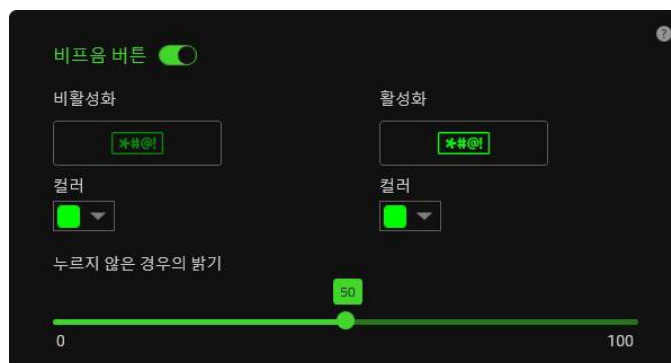 비프음 버튼
?
비활성화 활성화
*#@! *#@!
컬러 컬러
누르지 않은 경우의 밝기
50
0 100